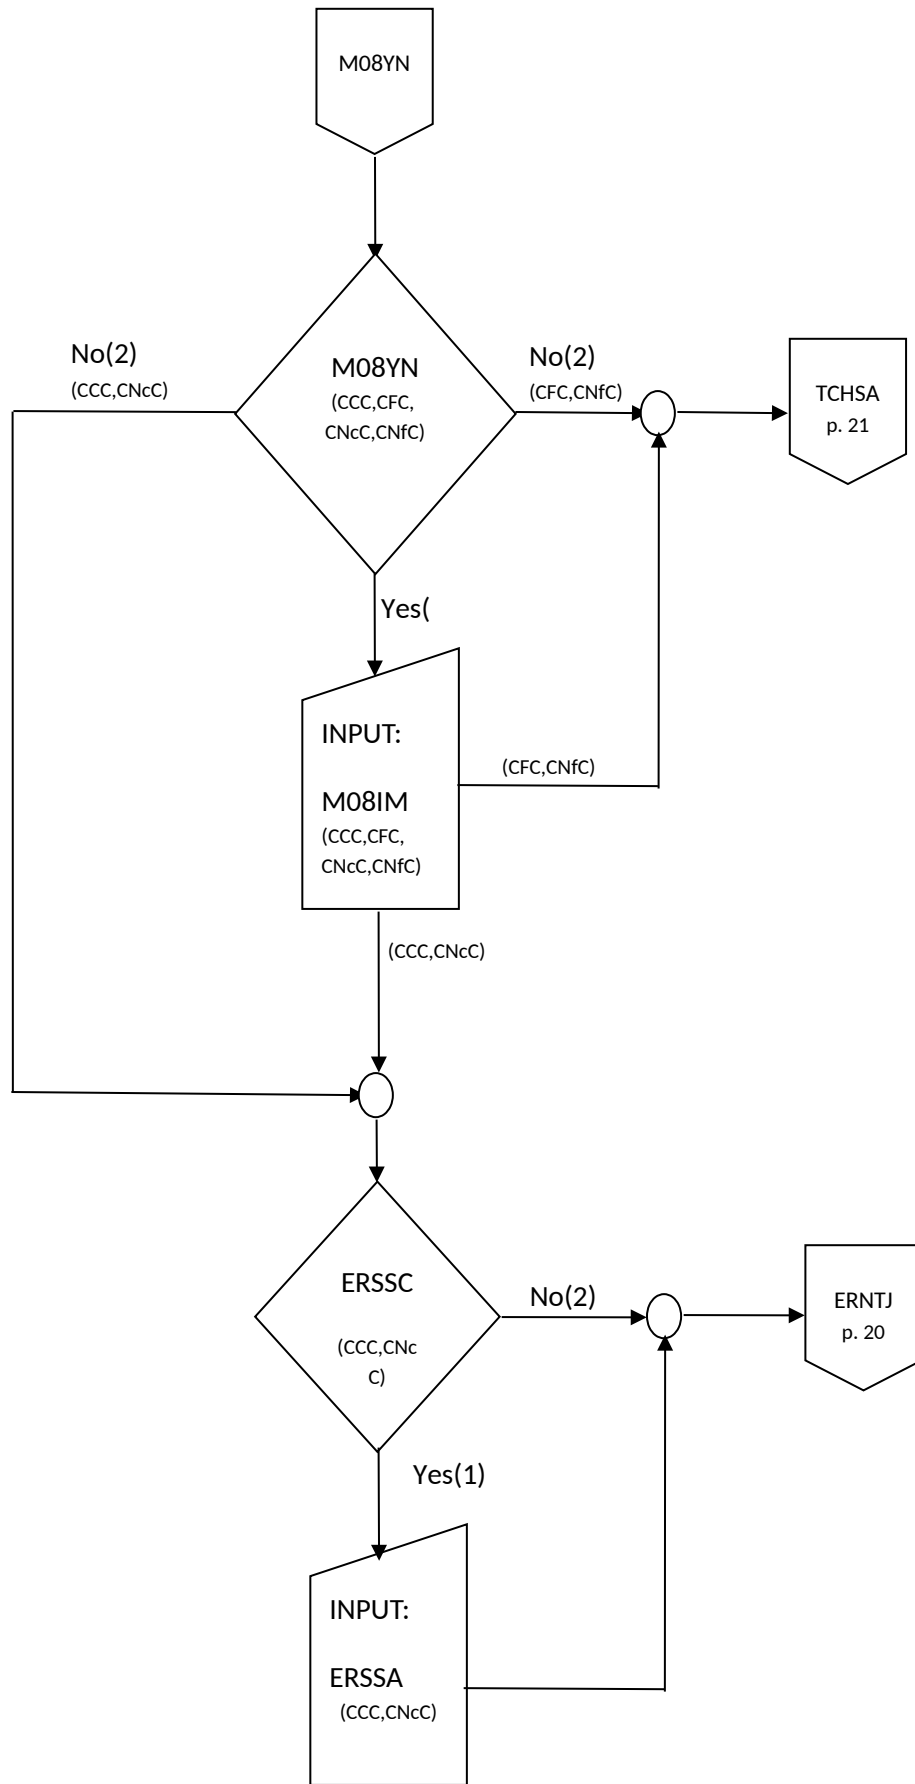 M08YN
No(2)
(CCC,CNcC)
M08YN
(CCC,CFC,
CNcC,CNfC)
No(2)
(CFC,CNfC)
TCHSA
p. 21
Yes(
INPUT:
M08IM
(CCC,CFC,
CNcC,CNfC)
(CFC,CNfC)
(CCC,CNcC)
ERSSC
(CCC,CNc
C)
No(2)
ERNTJ
p. 20
Yes(1)
INPUT:
ERSSA
(CCC,CNcC)